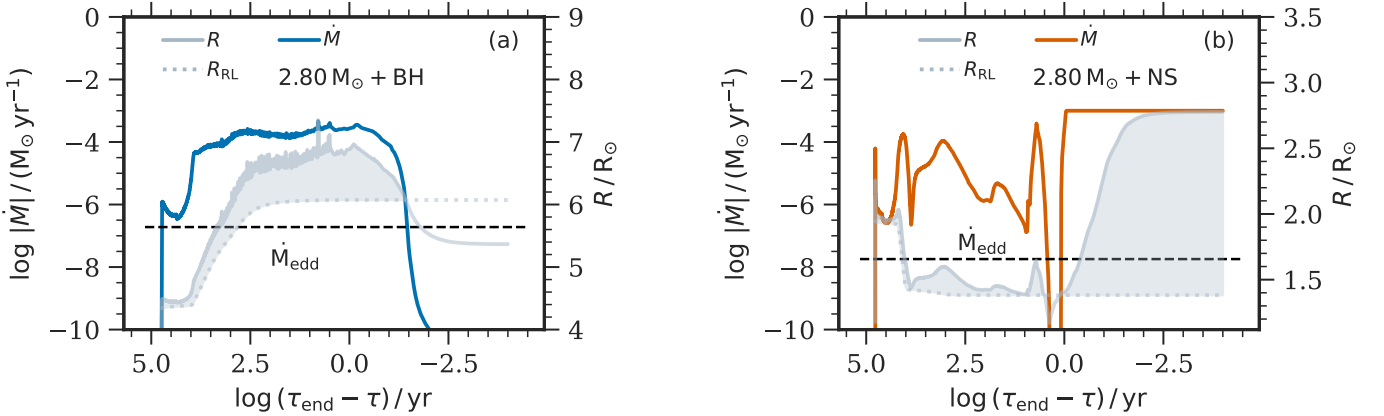 0
−2
−4
−6
−8
−10
log |Ṁ| / (M⊙ yr⁻¹)
R
Ṁ
(a)
R_RL
2.80 M⊙ + BH
Ṁ_edd
9
8
7
6
5
4
R / R⊙
5.0
2.5
0.0
−2.5
log (τ_end − τ) / yr
0
−2
−4
−6
−8
−10
log |Ṁ| / (M⊙ yr⁻¹)
R
Ṁ
(b)
R_RL
2.80 M⊙ + NS
Ṁ_edd
3.5
3.0
2.5
2.0
1.5
R / R⊙
5.0
2.5
0.0
−2.5
log (τ_end − τ) / yr